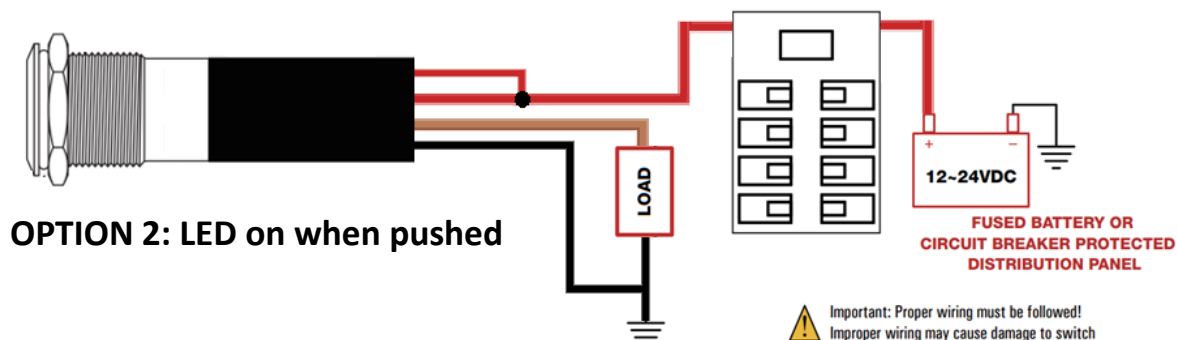 LOAD
+ −
12~24VDC
OPTION 2: LED on when pushed
FUSED BATTERY OR
CIRCUIT BREAKER PROTECTED
DISTRIBUTION PANEL
! Important: Proper wiring must be followed!
Improper wiring may cause damage to switch